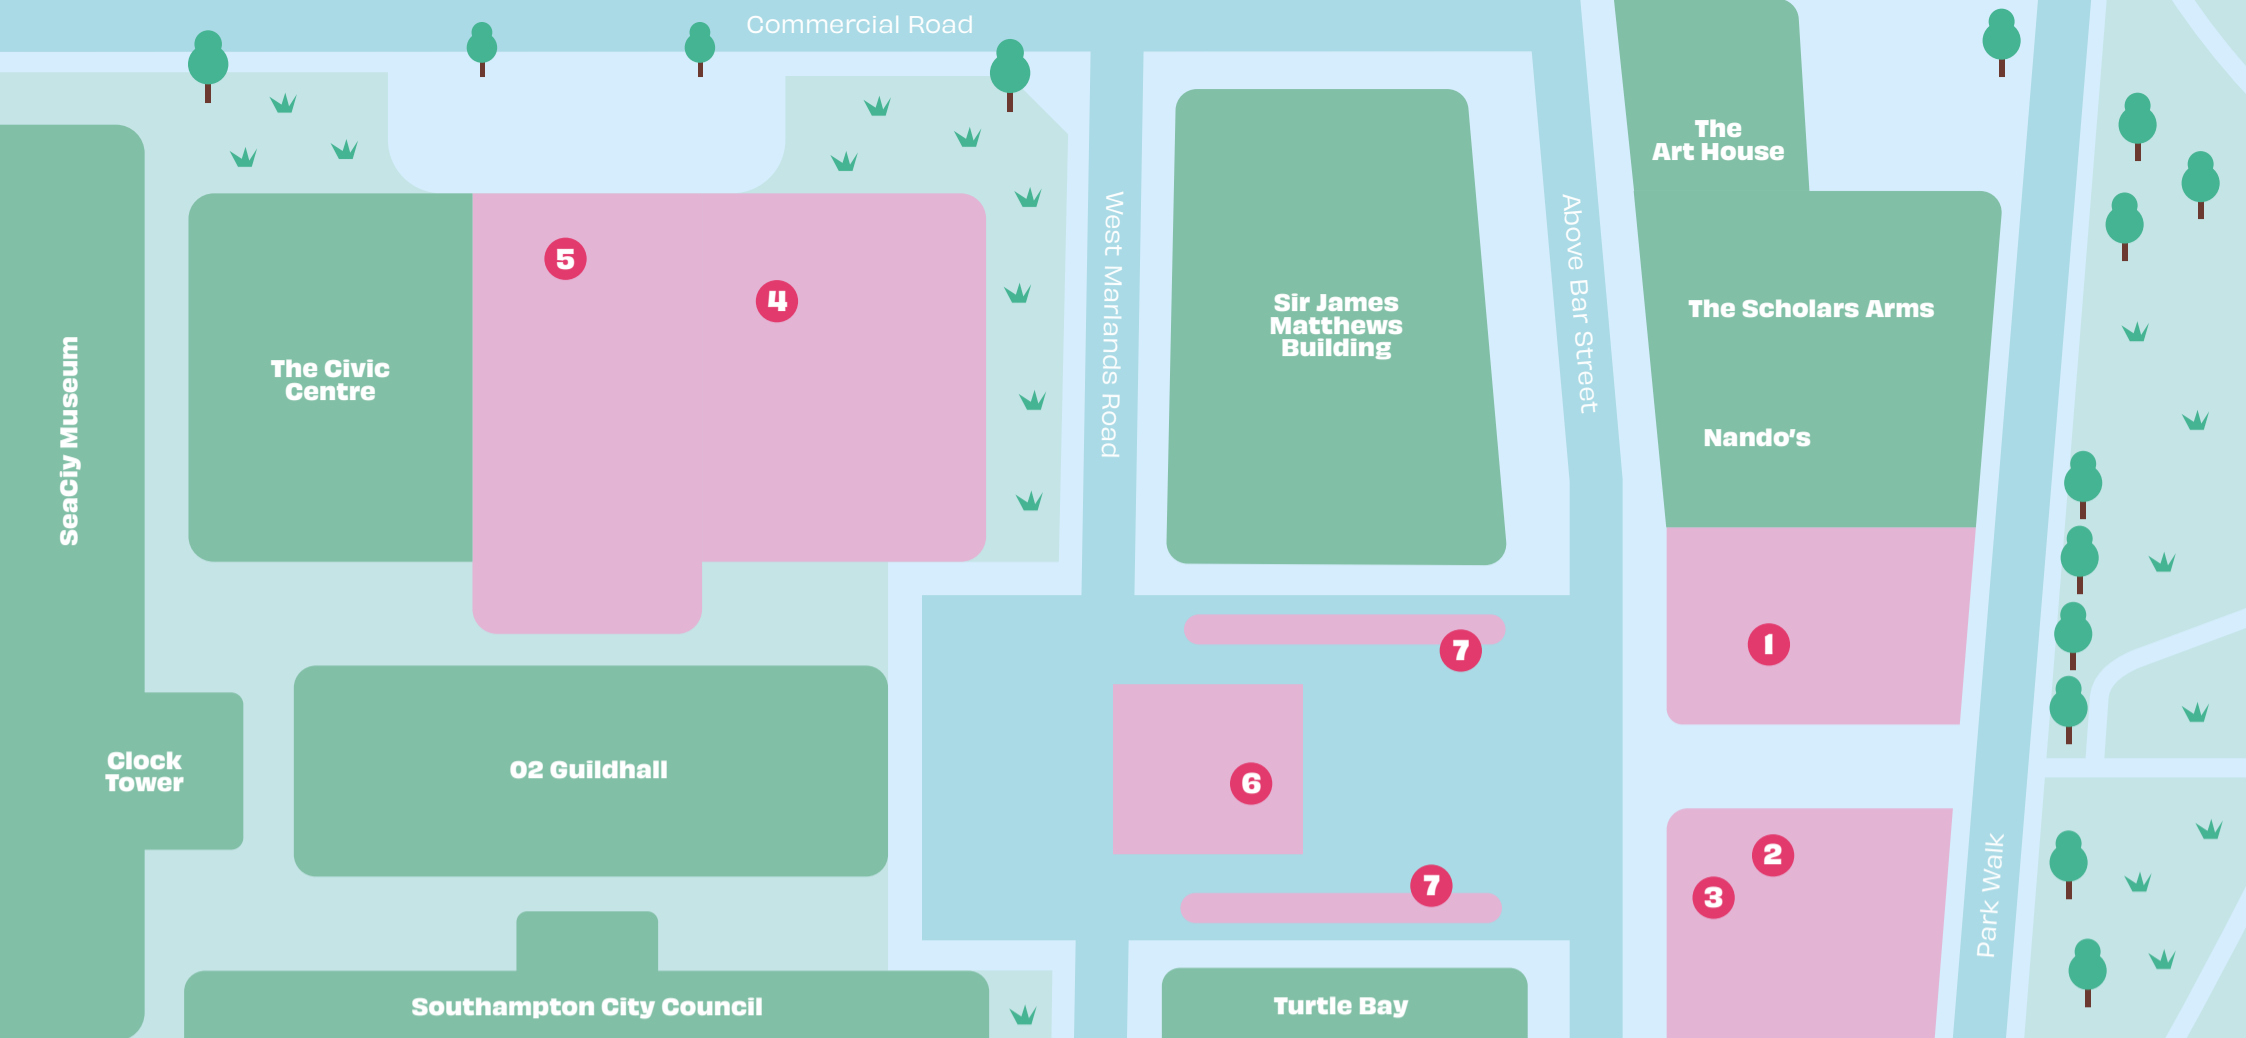 Commercial Road
The
Art House
5
4
West Marlands Road
Above Bar Street
Sir James
Matthews
Building
The Scholars Arms
The Civic
Centre
SeaCiy Museum
Nando's
7
1
Clock
Tower
O2 Guildhall
6
2
7
3
Park Walk
Southampton City Council
Turtle Bay